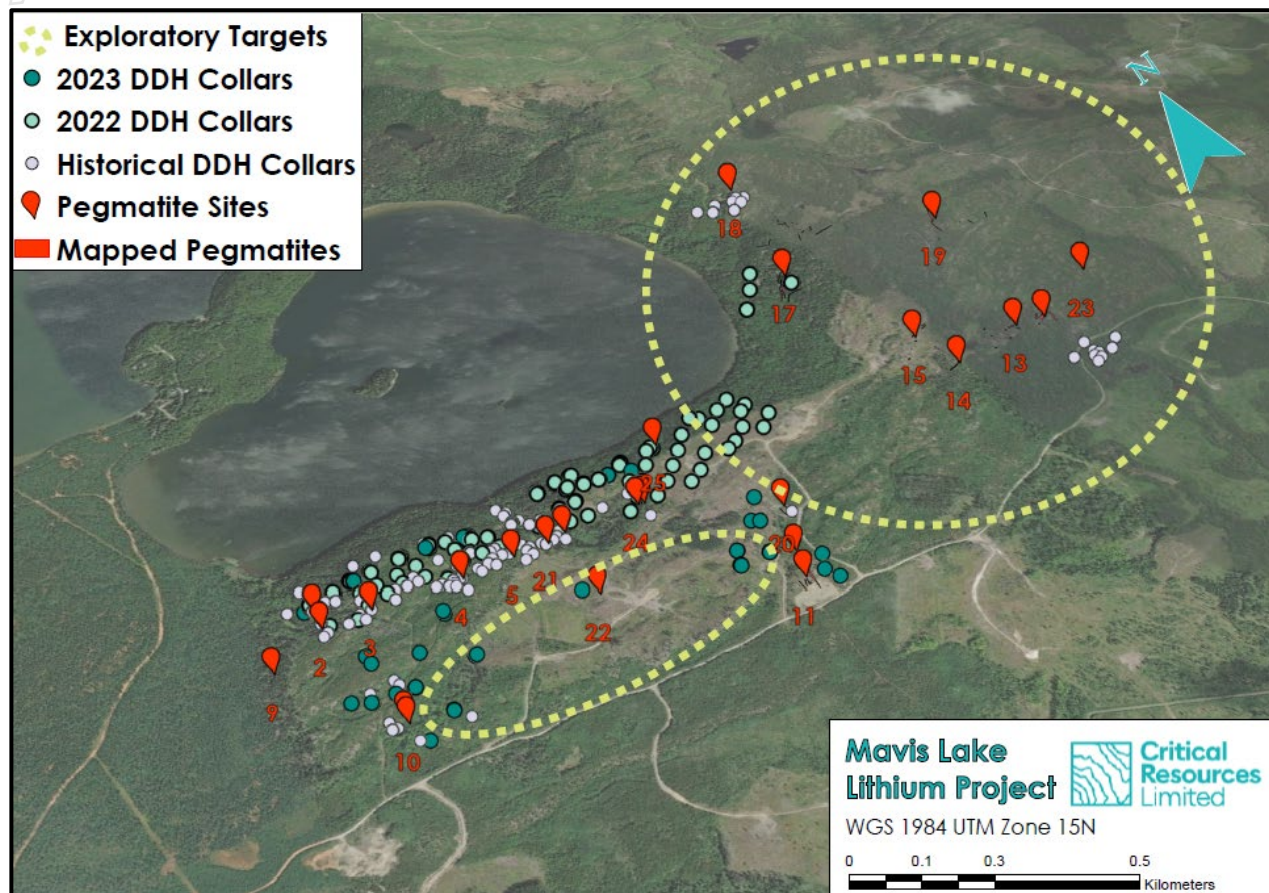 Exploratory Targets
2023 DDH Collars
2022 DDH Collars
Historical DDH Collars
Pegmatite Sites
Mapped Pegmatites
N
18
19
17
23
15
13
14
25
24
20
5
21
11
4
22
3
2
9
10
Mavis Lake
Lithium Project
Critical
Resources
Limited
WGS 1984 UTM Zone 15N
0 0.1 0.3 0.5
Kilometers